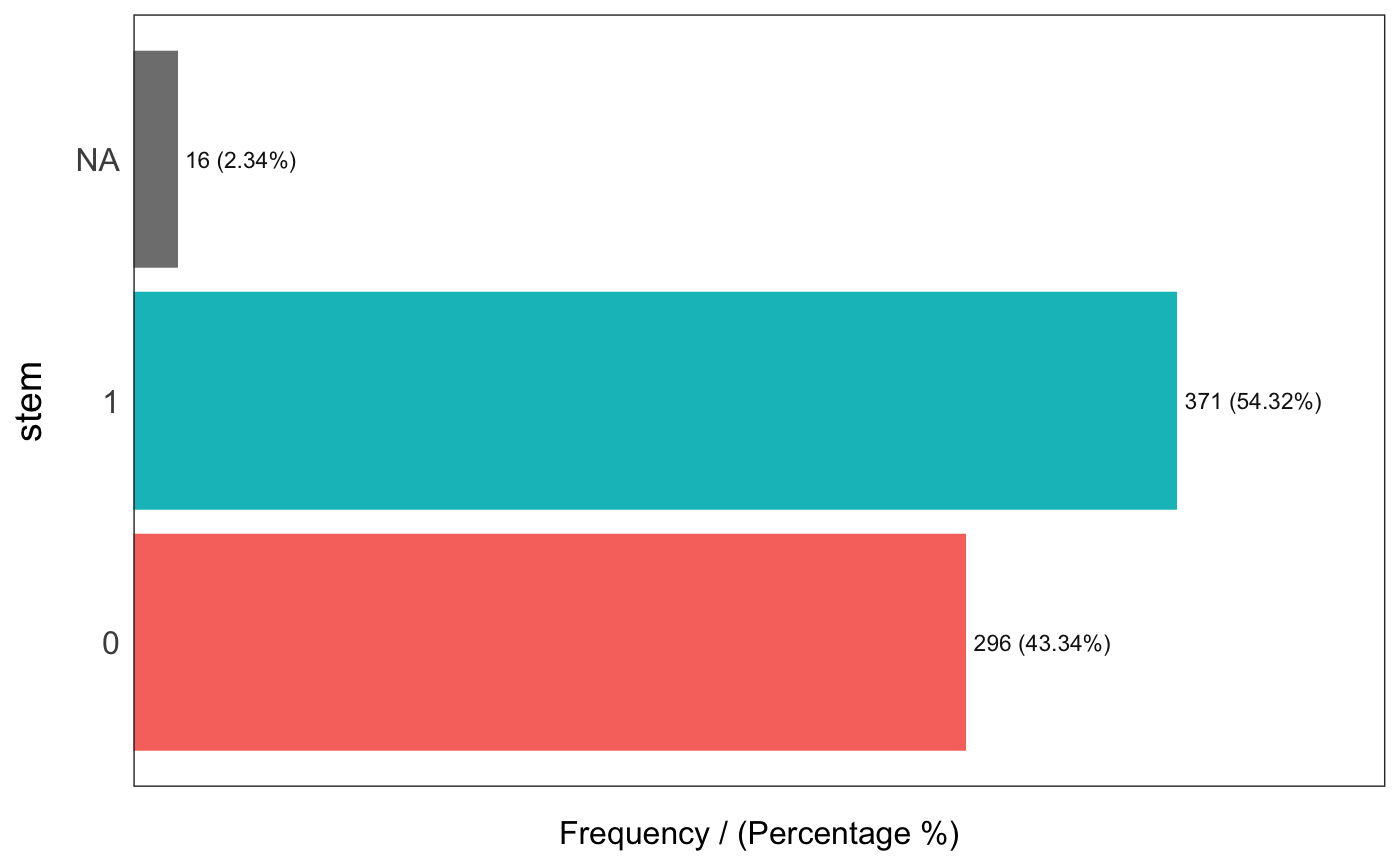 NA
16 (2.34%)
stem
1
371 (54.32%)
0
296 (43.34%)
Frequency / (Percentage %)